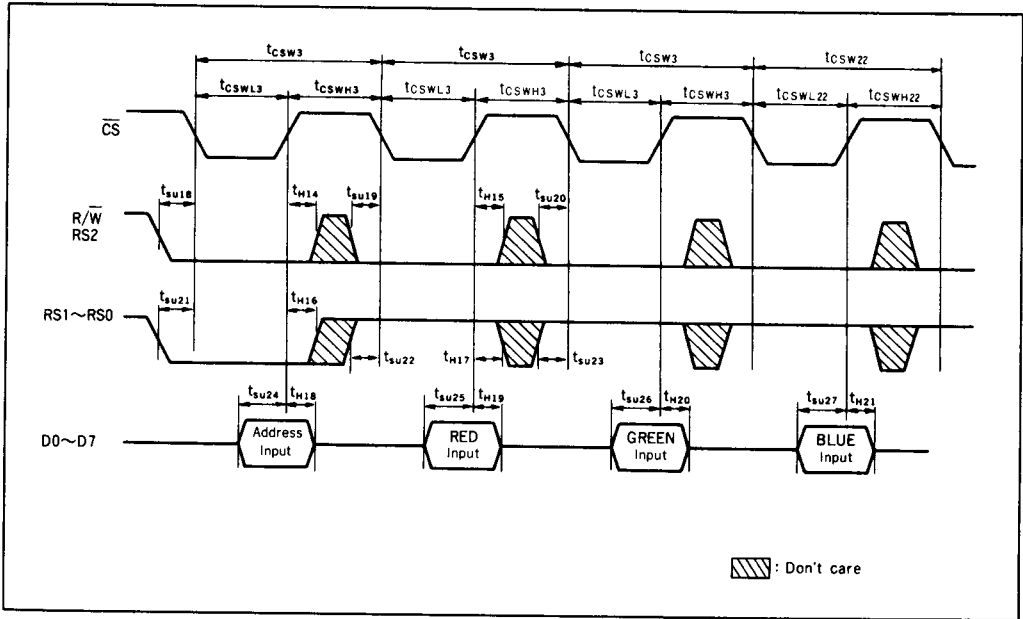 tCSW3 tCSW3 tCSW3 tCSW22
tCSWL3 tCSWH3 tCSWL3 tCSWH3 tCSWL3 tCSWH3 tCSWL22 tCSWH22
C̅S̅
tsu18 tH14 tsu19 tH15 tsu20
R/W̅
RS2
tsu21 tH16 tsu22 tH17 tsu23
RS1~RS0
tsu24 tH18 tsu25 tH19 tsu26 tH20 tsu27 tH21
D0~D7
Address Input
RED Input
GREEN Input
BLUE Input
: Don't care